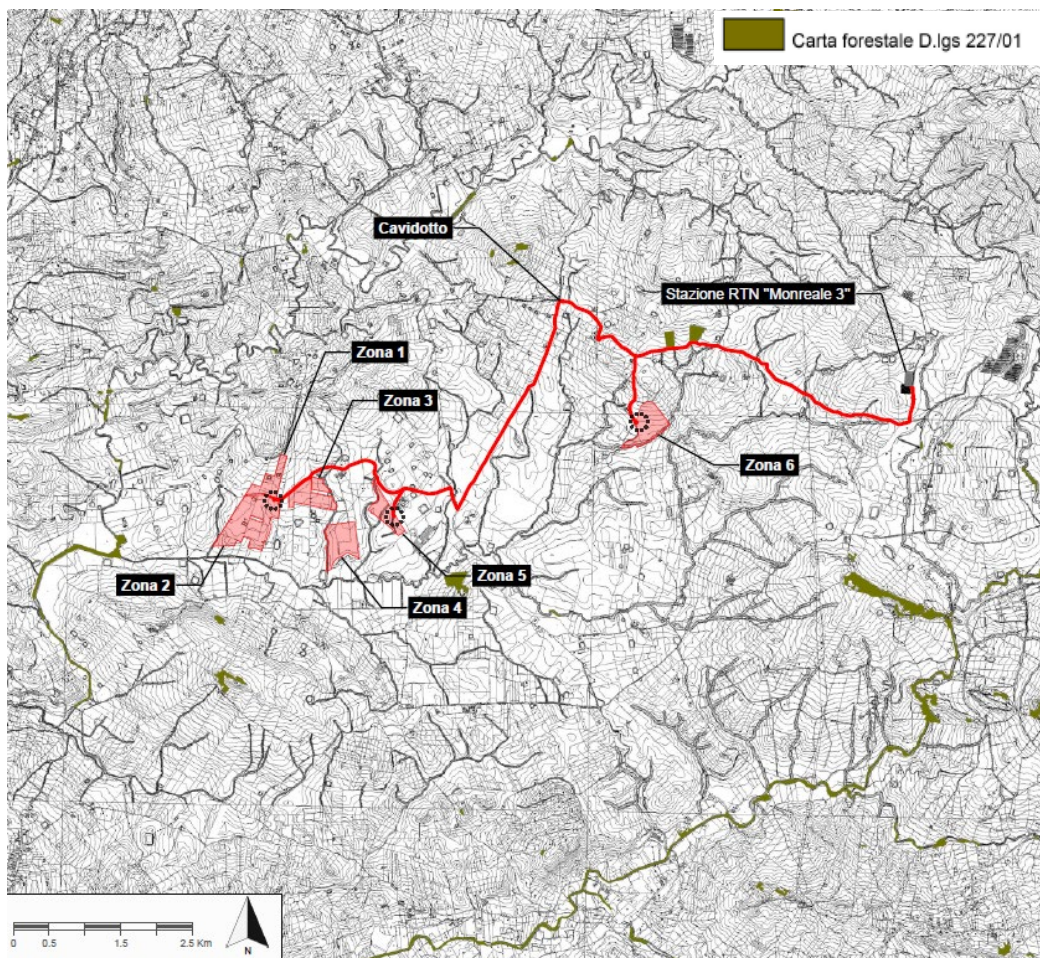 Carta forestale D.lgs 227/01
Cavidotto
Stazione RTN "Monreale 3"
Zona 1
Zona 3
Zona 6
Zona 5
Zona 2
Zona 4
0 0.5 1.5 2.5 Km
N